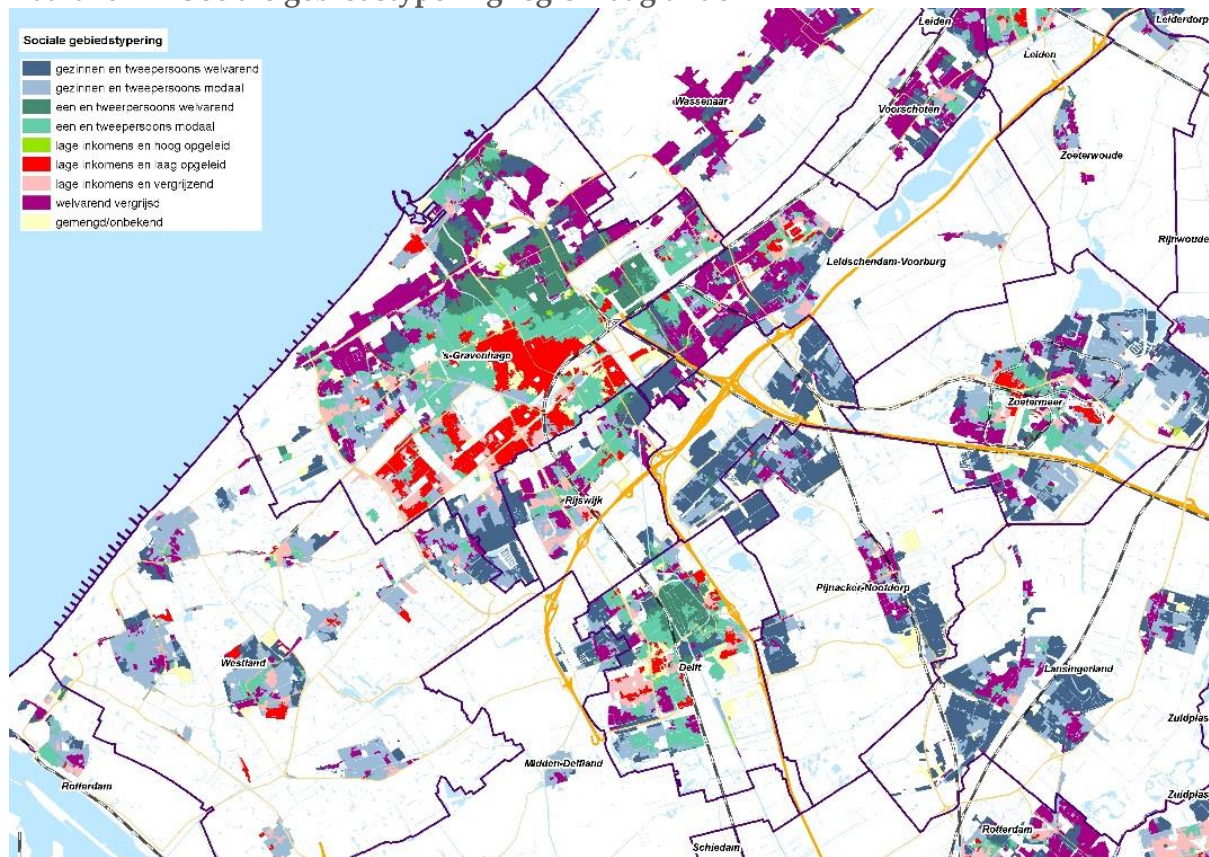 Sociale gebiedstypering
gezinnen en tweepersoons welvarend
gezinnen en tweepersoons modaal
een en tweerpersoons welvarend
een en tweepersoons modaal
lage inkomens en hoog opgeleid
lage inkomens en laag opgeleid
lage inkomens en vergrijzend
welvarend vergrijsd
gemengd/onbekend
Leiden
Leiderdorp
Leiden
Wassenaar
Voorschoten
Zoeterwoude
Rijnwoude
Leidschendam-Voorburg
's-Gravenhage
Zoetermeer
Rijswijk
Pijnacker-Nootdorp
Westland
Delft
Lansingerland
Zuidplas
Midden-Delfland
Rotterdam
Zuidplas
Rotterdam
Schiedam